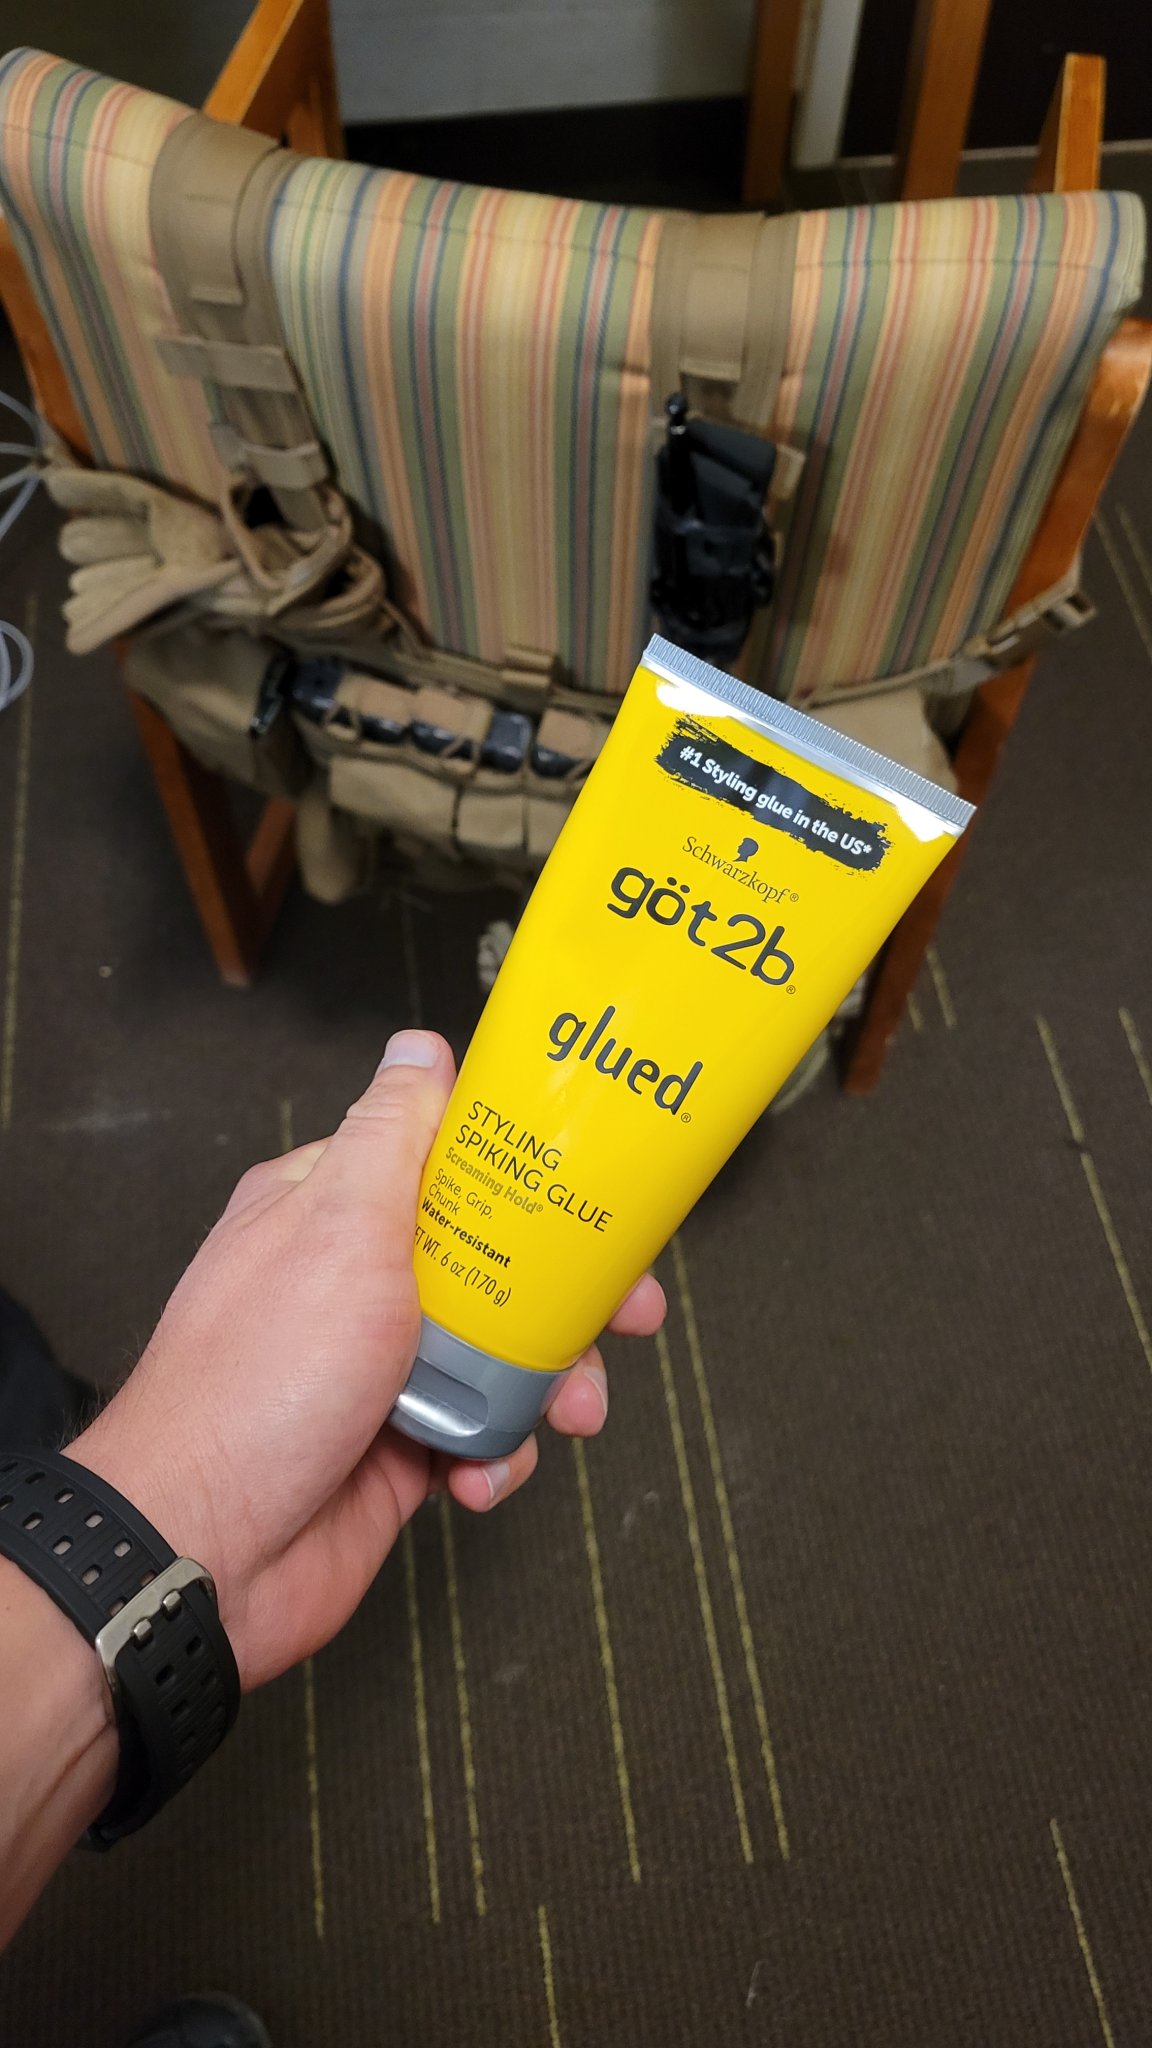 #1 Styling glue in the US*
Schwarzkopf®
göt2b®
glued®
STYLING
SPIKING GLUE
Screaming Hold®
Spike, Grip,
Chunk
Water-resistant
ET WT. 6 oz (170 g)